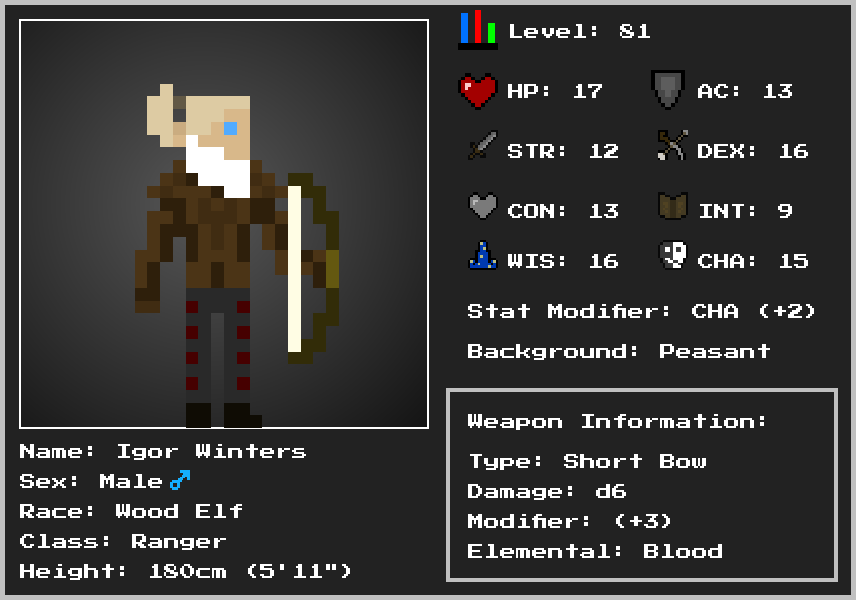 Level: 81
HP: 17 AC: 13
STR: 12 DEX: 16
CON: 13 INT: 9
WIS: 16 CHA: 15
Stat Modifier: CHA (+2)
Background: Peasant
Weapon Information:
Type: Short Bow
Damage: d6
Modifier: (+3)
Elemental: Blood
Name: Igor Winters
Sex: Male ♂
Race: Wood Elf
Class: Ranger
Height: 180cm (5'11")